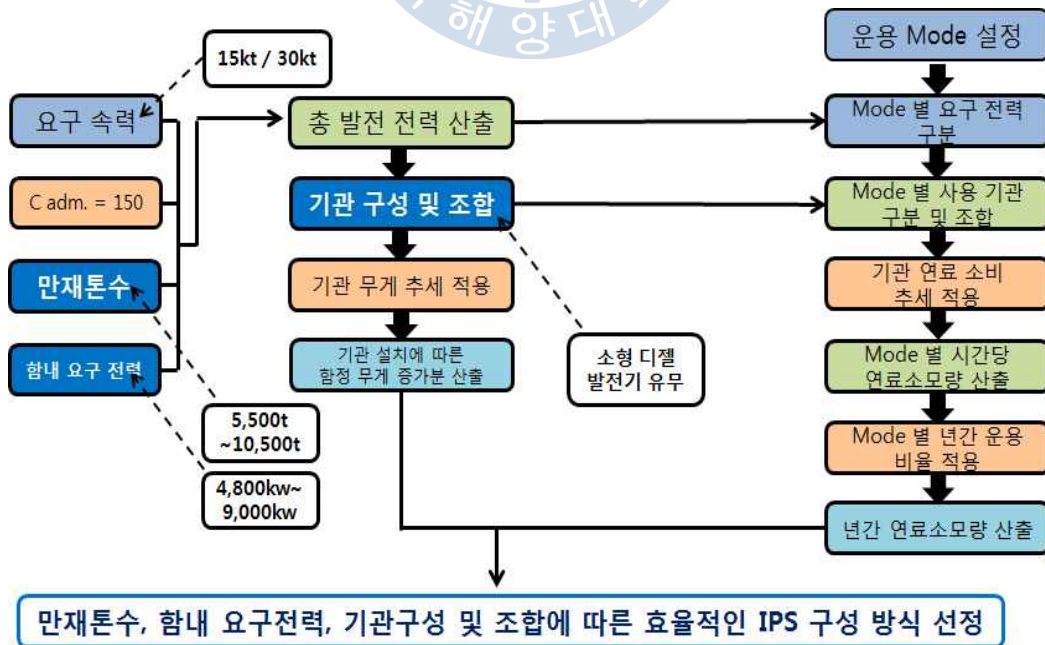 해양대
운용 Mode 설정
15kt / 30kt
요구 속력
총 발전 전력 산출
Mode 별 요구 전력
구분
C adm. = 150
기관 구성 및 조합
Mode 별 사용 기관
구분 및 조합
만재톤수
기관 무게 추세 적용
기관 연료 소비
추세 적용
함내 요구 전력
기관 설치에 따른
함정 무게 증가분 산출
소형 디젤
발전기 유무
Mode 별 시간당
연료소모량 산출
5,500t
~10,500t
Mode 별 년간 운용
비율 적용
4,800kw~
9,000kw
년간 연료소모량 산출
만재톤수, 함내 요구전력, 기관구성 및 조합에 따른 효율적인 IPS 구성 방식 선정